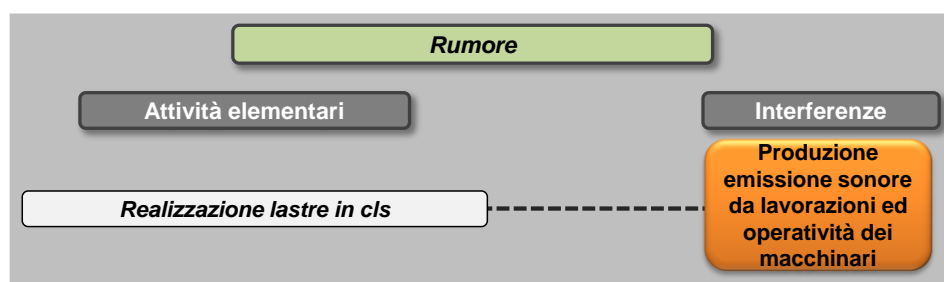 Rumore
Attività elementari
Interferenze
Produzione
emissione sonore
da lavorazioni ed
operatività dei
macchinari
Realizzazione lastre in cls